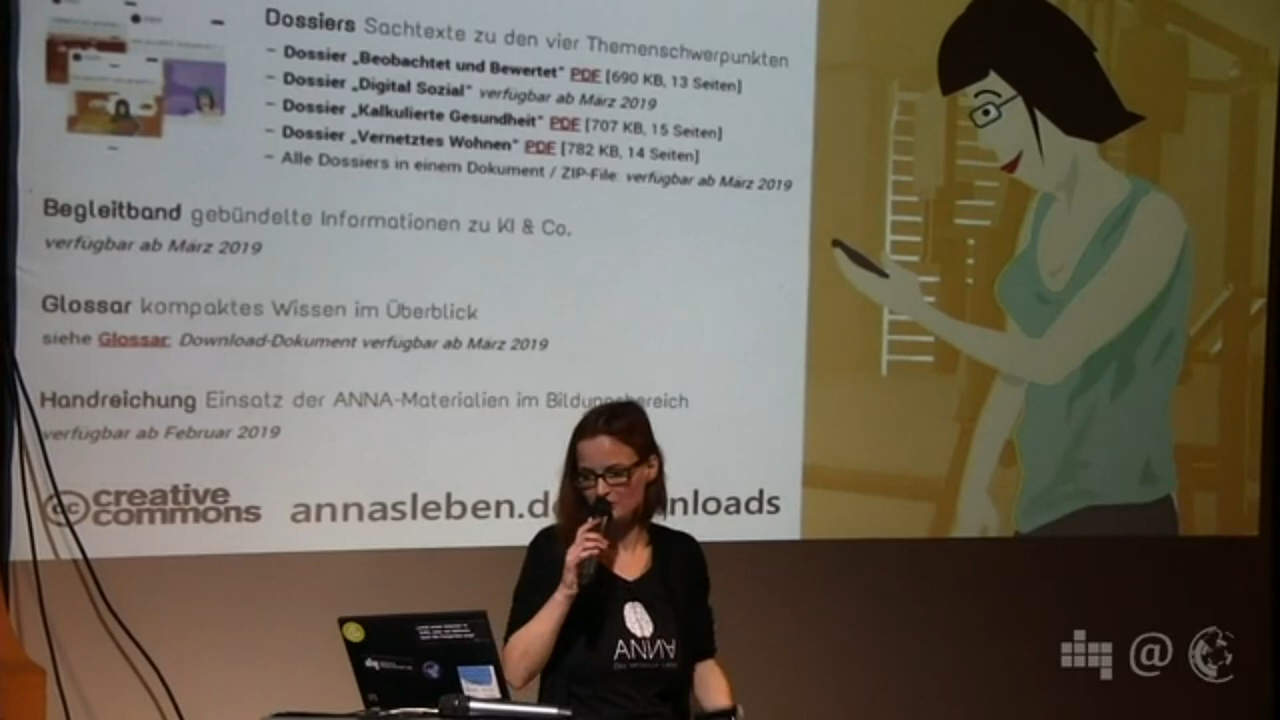 Dossiers Sachtexte zu den vier Themenschwerpunkten
– Dossier „Beobachtet und Bewertet“ PDF [690 KB, 13 Seiten]
– Dossier „Digital Sozial“ verfügbar ab März 2019
– Dossier „Kalkulierte Gesundheit“ PDF [707 KB, 15 Seiten]
– Dossier „Vernetztes Wohnen“ PDF [782 KB, 14 Seiten]
– Alle Dossiers in einem Dokument / ZIP-File: verfügbar ab März 2019
Begleitband gebündelte Informationen zu KI & Co.
verfügbar ab März 2019
Glossar kompaktes Wissen im Überblick
siehe Glossar. Download-Dokument verfügbar ab März 2019
Handreichung Einsatz der ANNA-Materialien im Bildungsbereich
verfügbar ab Februar 2019
cc creative commons
annasleben.de nloads
ANNA
@